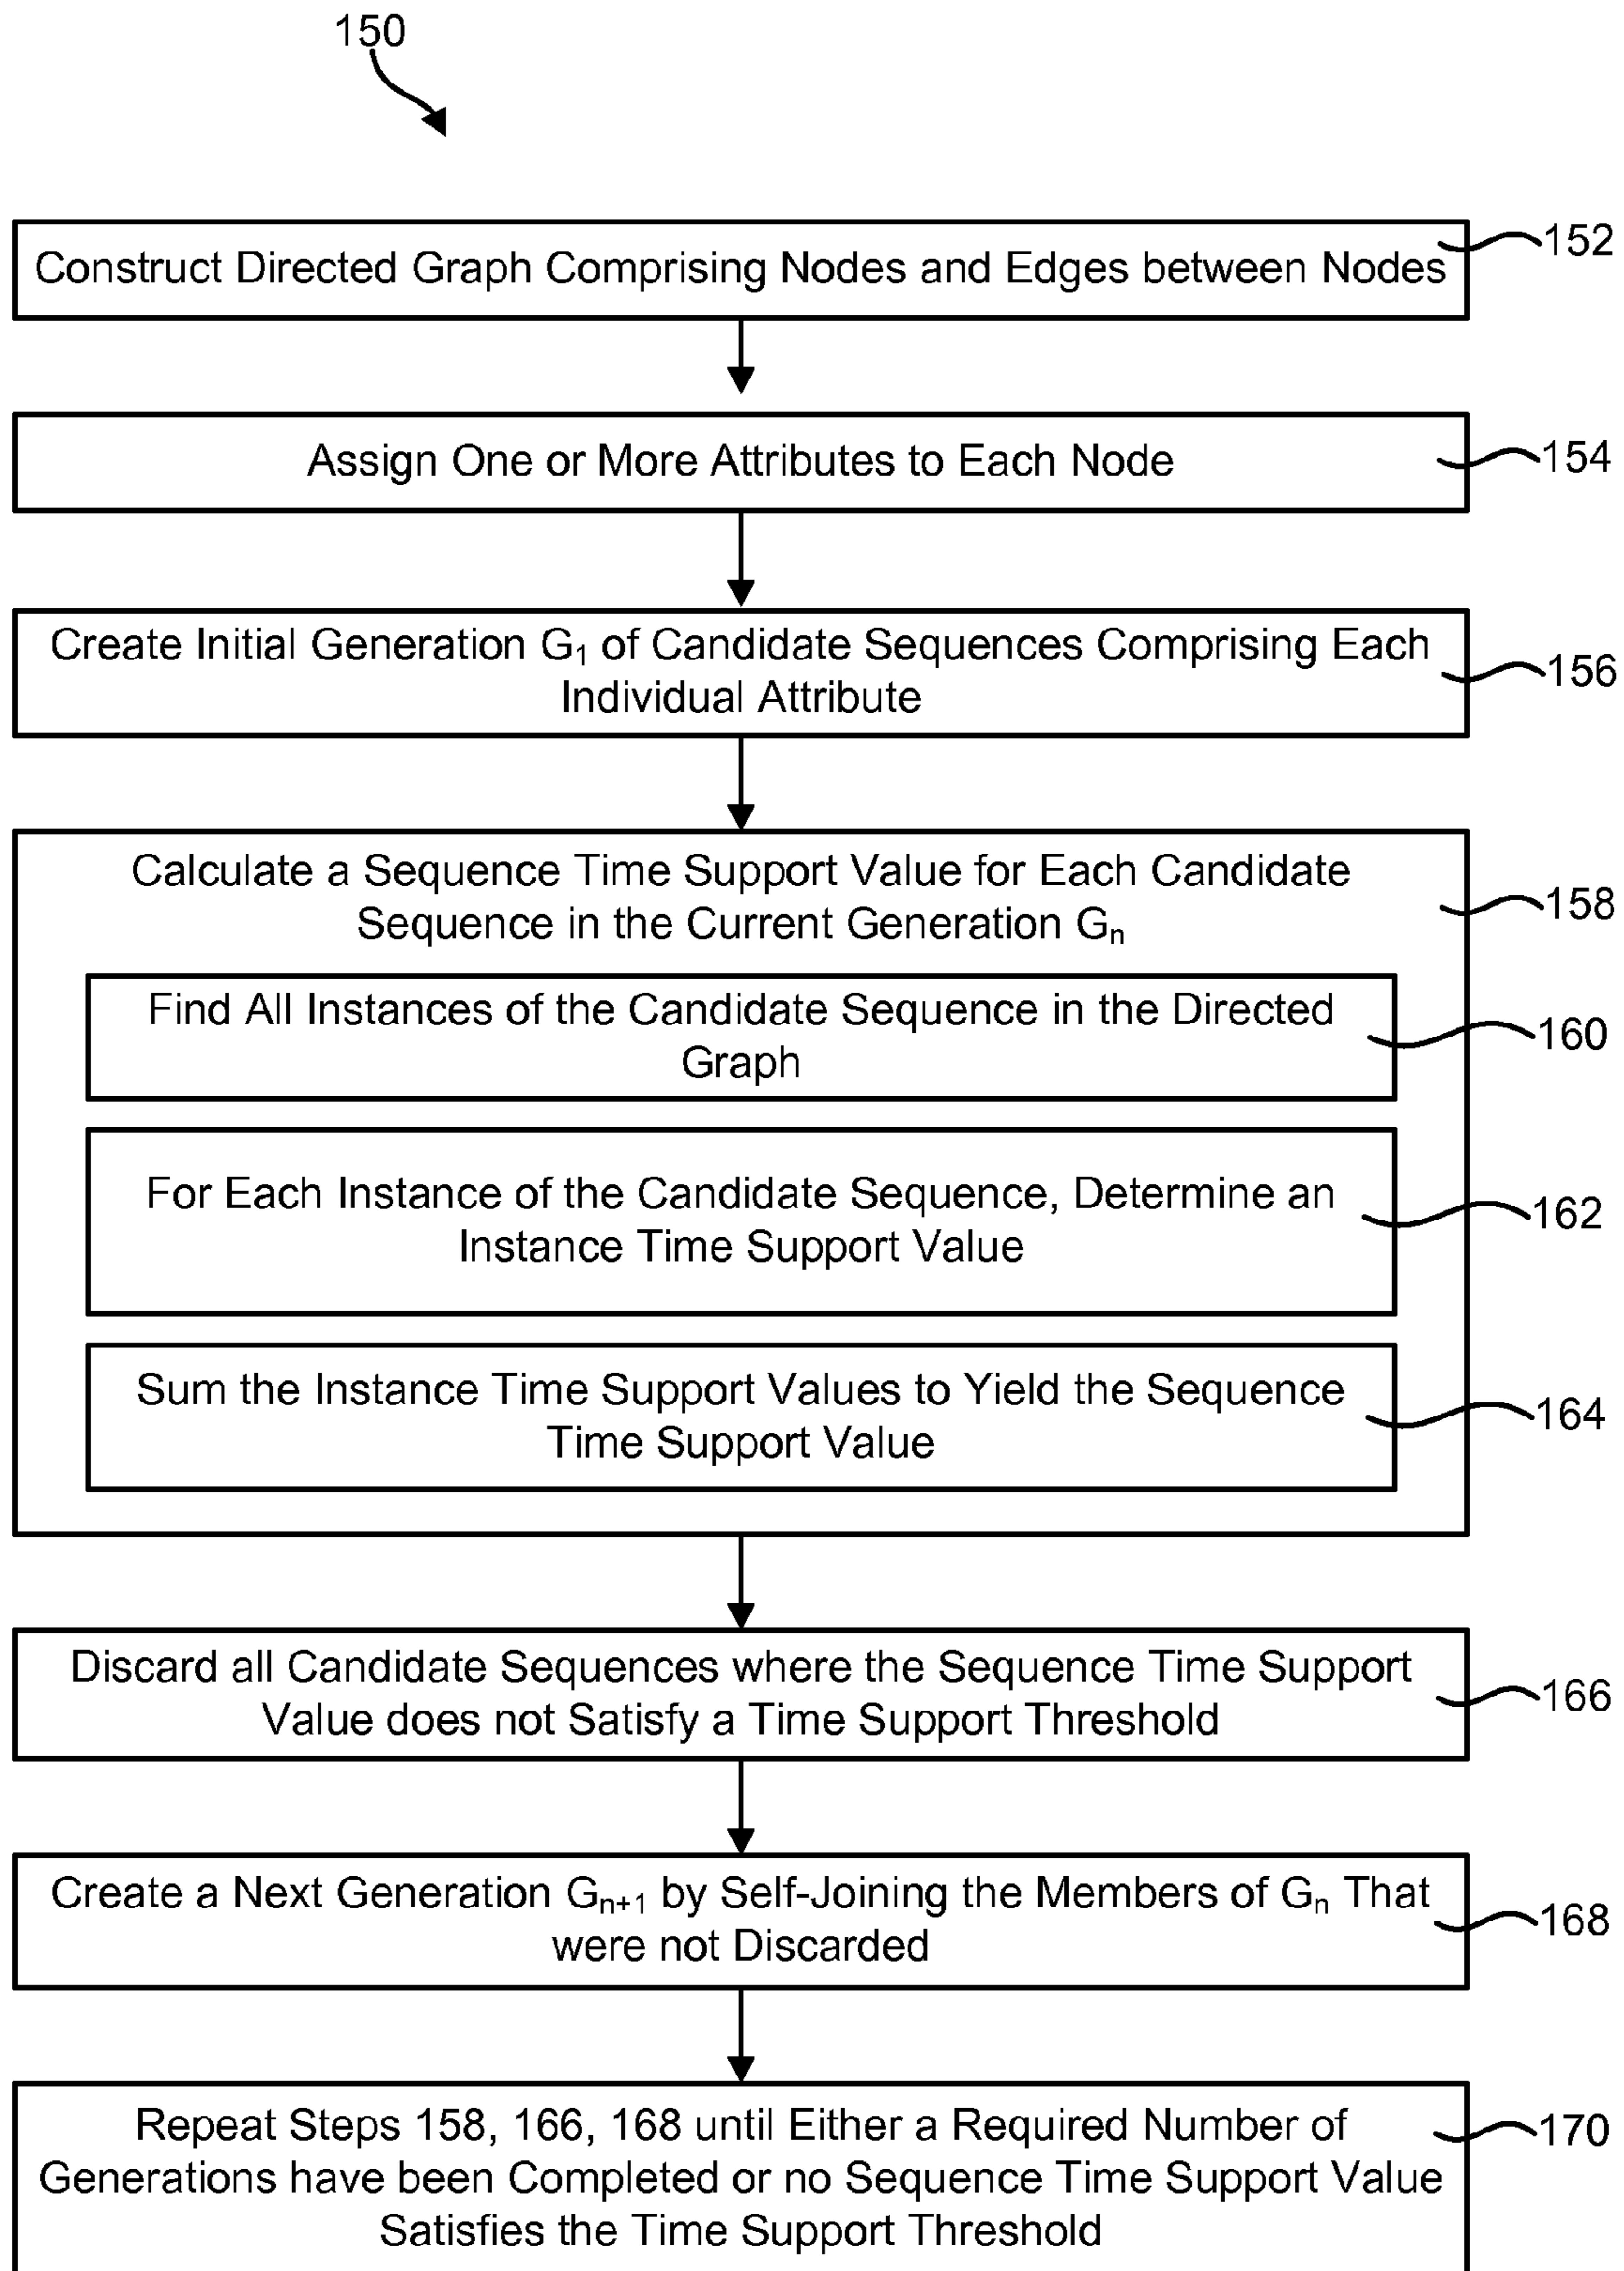 150
Construct Directed Graph Comprising Nodes and Edges between Nodes
152
Assign One or More Attributes to Each Node
154
Create Initial Generation G₁ of Candidate Sequences Comprising Each
Individual Attribute
156
Calculate a Sequence Time Support Value for Each Candidate
Sequence in the Current Generation Gₙ
158
Find All Instances of the Candidate Sequence in the Directed
Graph
160
For Each Instance of the Candidate Sequence, Determine an
Instance Time Support Value
162
Sum the Instance Time Support Values to Yield the Sequence
Time Support Value
164
Discard all Candidate Sequences where the Sequence Time Support
Value does not Satisfy a Time Support Threshold
166
Create a Next Generation Gₙ₊₁ by Self-Joining the Members of Gₙ That
were not Discarded
168
Repeat Steps 158, 166, 168 until Either a Required Number of
Generations have been Completed or no Sequence Time Support Value
Satisfies the Time Support Threshold
170